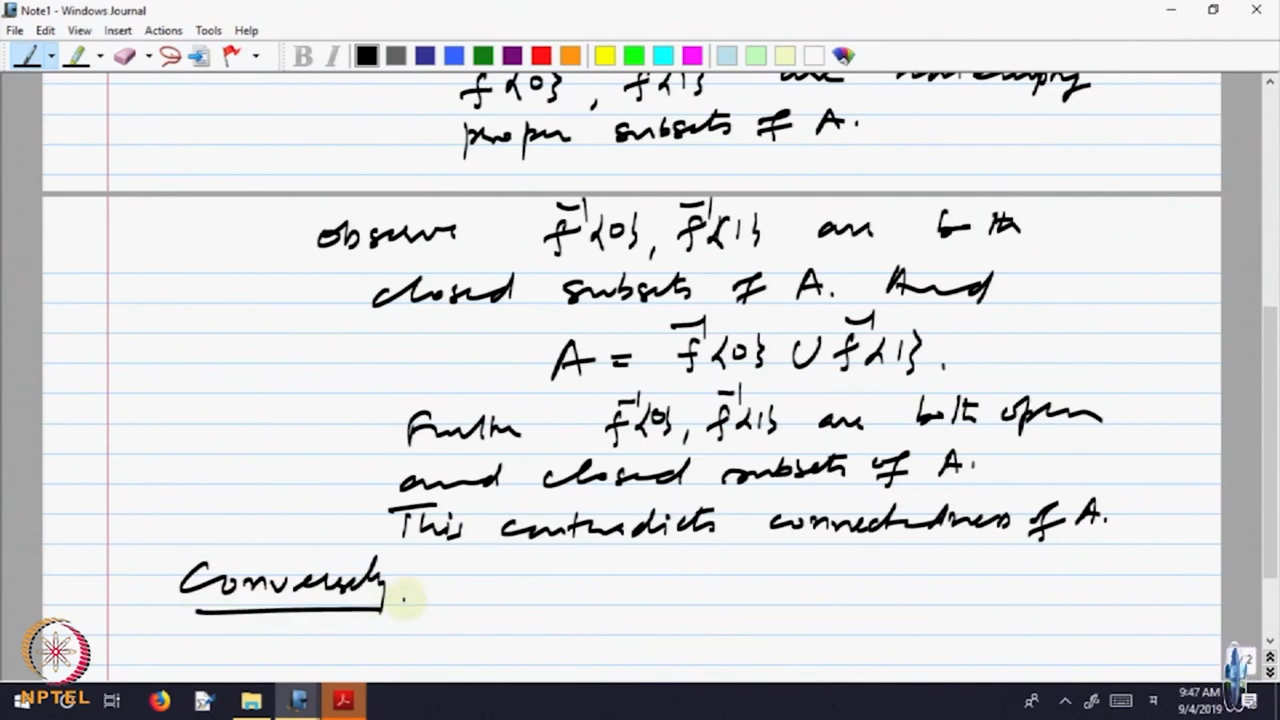 Note1 - Windows Journal
File Edit View Insert Actions Tools Help
f⁻¹{0}, f⁻¹{1} are nonempty
proper subsets of A.
observe f⁻¹{0}, f⁻¹{1} are both
closed subsets of A. And
A = f⁻¹{0} ∪ f⁻¹{1}.
Further f⁻¹{0}, f⁻¹{1} are both open
and closed subsets of A.
This contradicts connectedness of A.
Conversely.
NPTEL
9:47 AM
9/4/2019